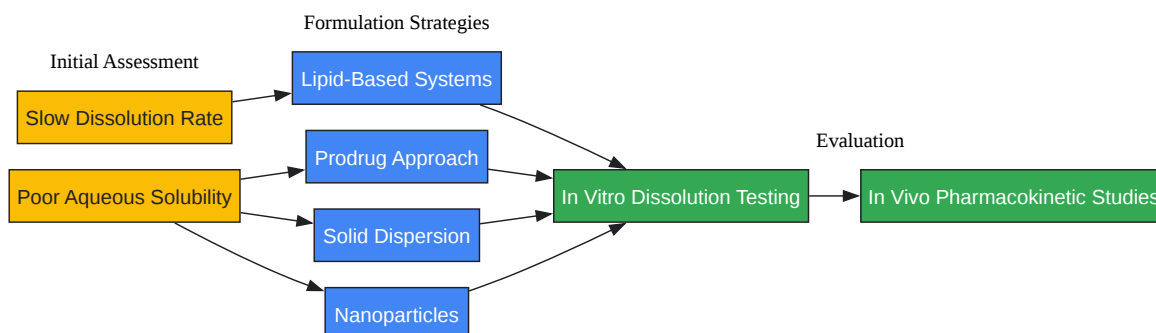 Initial Assessment
Slow Dissolution Rate
Poor Aqueous Solubility
Formulation Strategies
Lipid-Based Systems
Prodrug Approach
Solid Dispersion
Nanoparticles
Evaluation
In Vitro Dissolution Testing
In Vivo Pharmacokinetic Studies